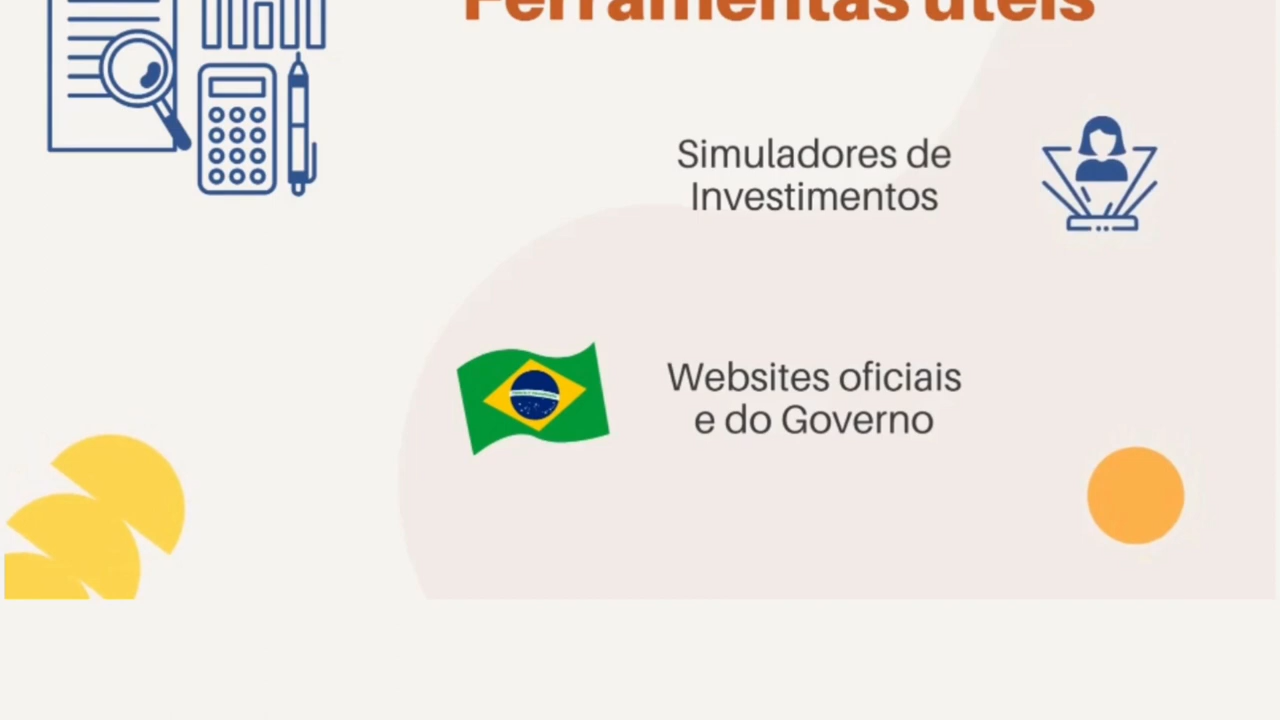 Ferramentas úteis
Simuladores de
Investimentos
Websites oficiais
e do Governo